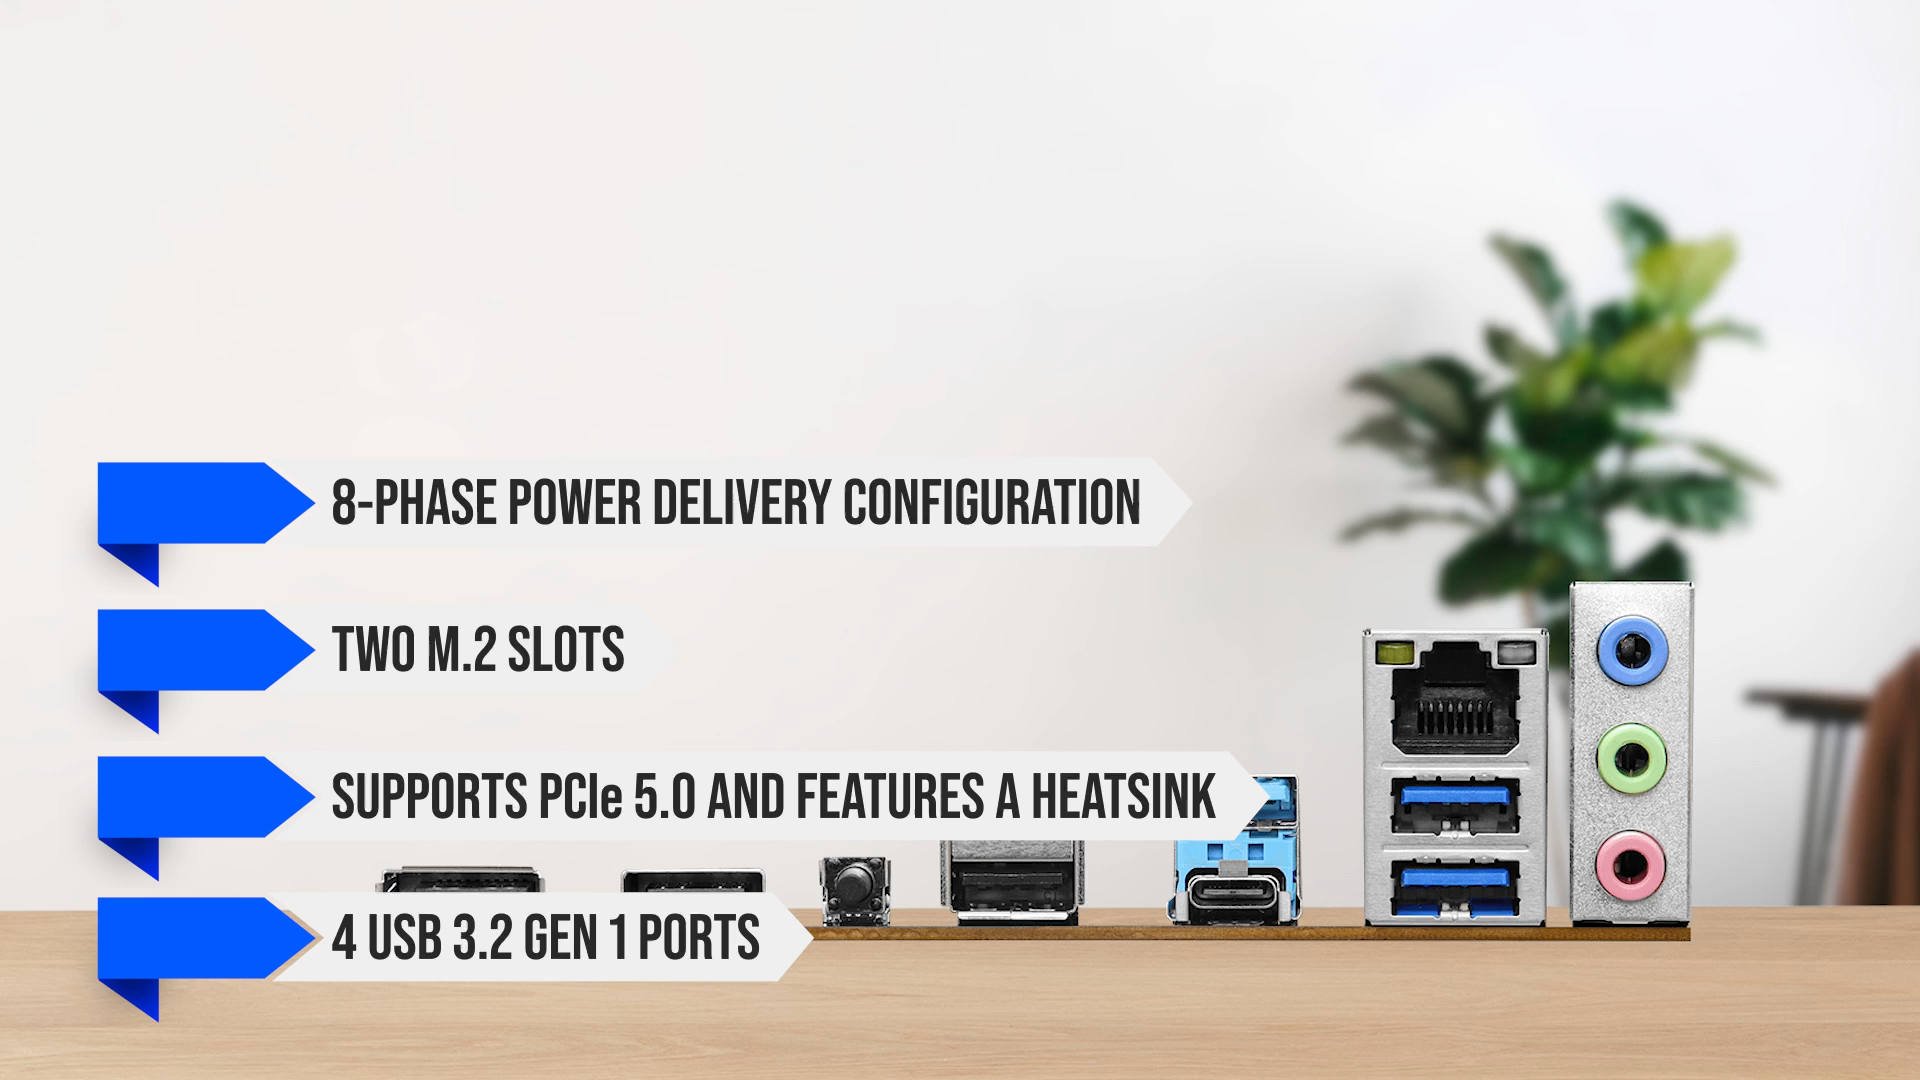 8-PHASE POWER DELIVERY CONFIGURATION
TWO M.2 SLOTS
SUPPORTS PCIe 5.0 AND FEATURES A HEATSINK
4 USB 3.2 GEN 1 PORTS